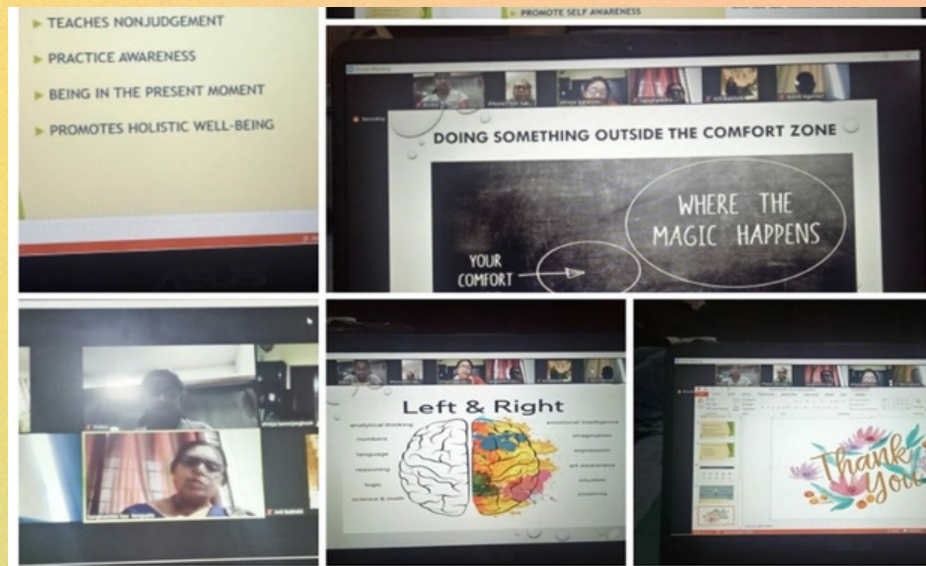 TEACHES NONJUDGEMENT
PRACTICE AWARENESS
BEING IN THE PRESENT MOMENT
PROMOTES HOLISTIC WELL-BEING
PROMOTE SELF AWARENESS
Recording
DOING SOMETHING OUTSIDE THE COMFORT ZONE
WHERE THE
MAGIC HAPPENS
YOUR
COMFORT
Left & Right
analytical thinking
numbers
language
reasoning
logic
science & math
emotional intelligence
imagination
expression
art awareness
intuition
creativity
Thank
You